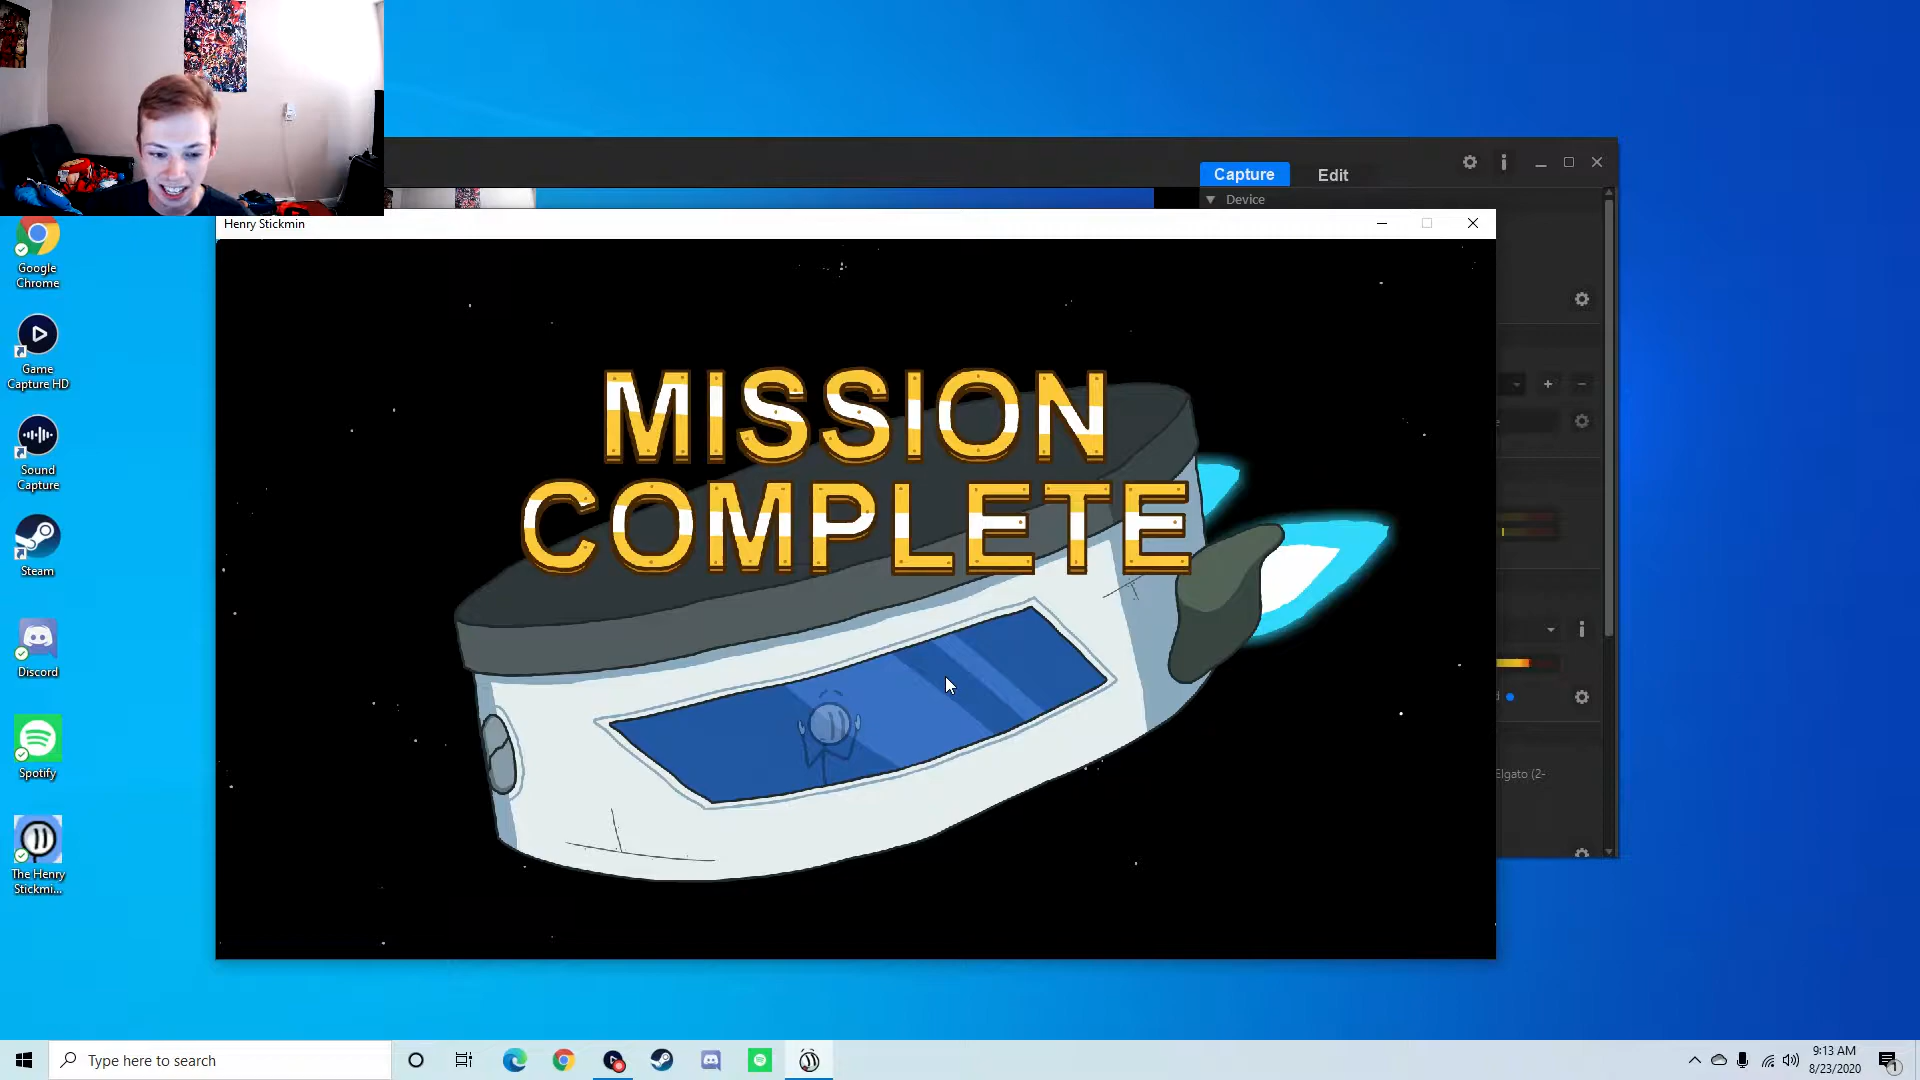 Capture
Edit
Device
Henry Stickmin
MISSION
COMPLETE
Google
Chrome
Game
Capture HD
Sound
Capture
Steam
Discord
Spotify
The Henry
Stickmi...
Elgato (2-
Type here to search
9:13 AM
8/23/2020
1